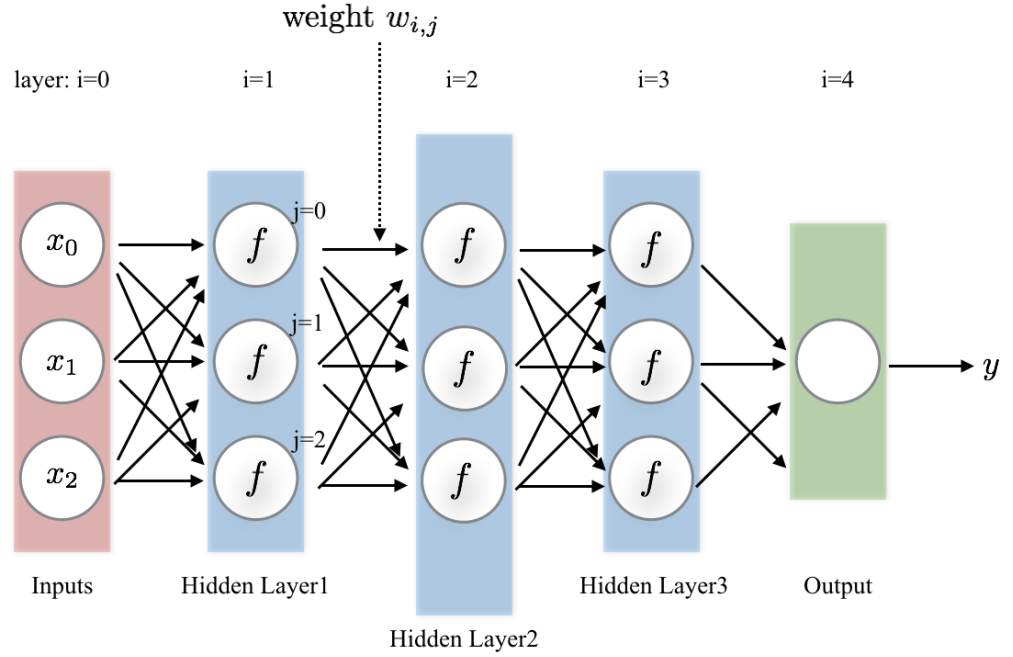 weight w_{i,j}
layer: i=0 i=1 i=2 i=3 i=4
j=0
x_0 f f f
j=1
x_1 f f f y
j=2
x_2 f f f
Inputs Hidden Layer1 Hidden Layer3 Output
Hidden Layer2